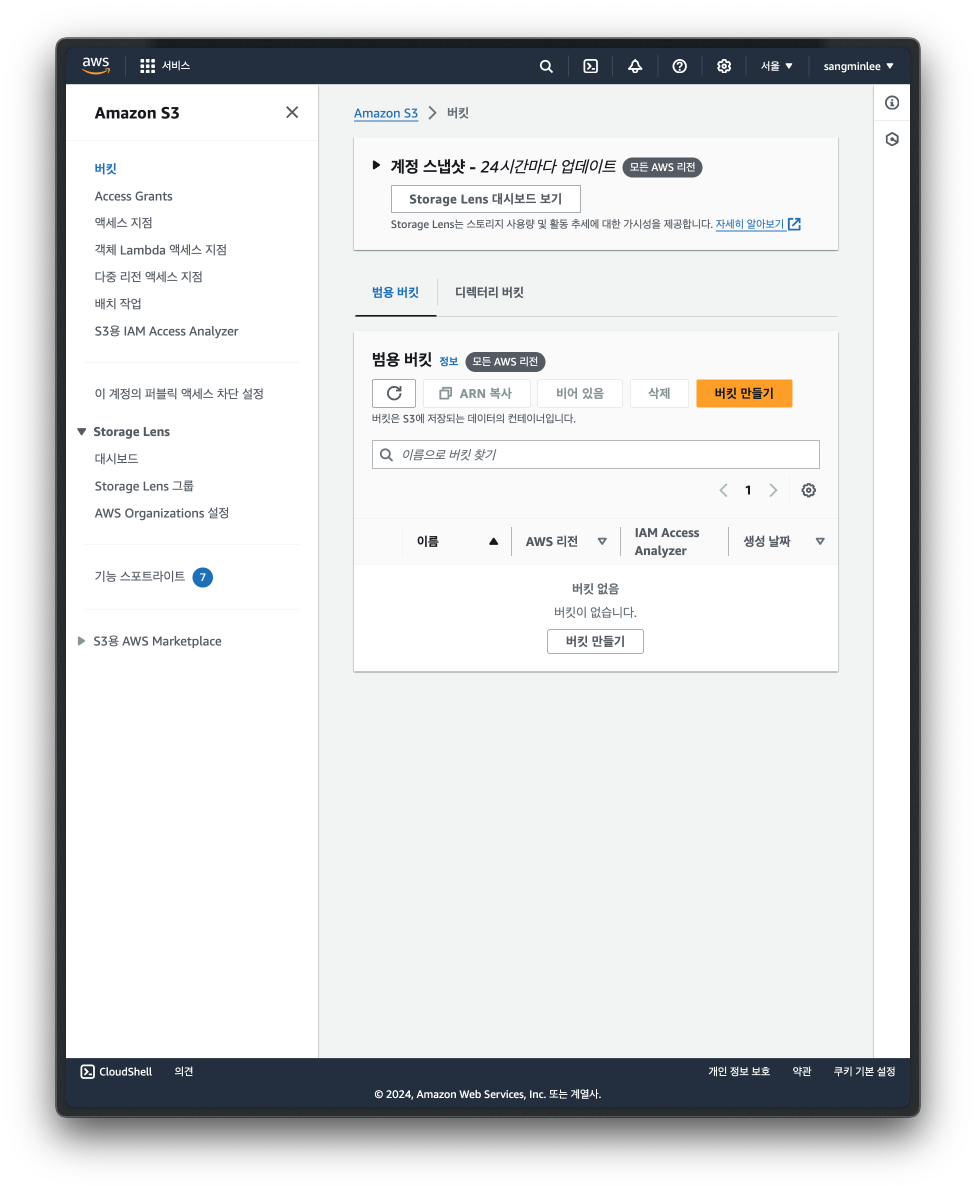 aws 서비스 서울 ▼ sangminlee ▼
Amazon S3
버킷
Access Grants
액세스 지점
객체 Lambda 액세스 지점
다중 리전 액세스 지점
배치 작업
S3용 IAM Access Analyzer
이 계정의 퍼블릭 액세스 차단 설정
▼ Storage Lens
대시보드
Storage Lens 그룹
AWS Organizations 설정
기능 스포트라이트 7
▶ S3용 AWS Marketplace
Amazon S3 > 버킷
▶ 계정 스냅샷 - 24시간마다 업데이트 모든 AWS 리전
Storage Lens 대시보드 보기
Storage Lens는 스토리지 사용량 및 활동 추세에 대한 가시성을 제공합니다. 자세히 알아보기
범용 버킷 디렉터리 버킷
범용 버킷 정보 모든 AWS 리전
ARN 복사 비어 있음 삭제 버킷 만들기
버킷은 S3에 저장되는 데이터의 컨테이너입니다.
이름으로 버킷 찾기
< 1 >
이름 ▲ AWS 리전 ▽ IAM Access Analyzer 생성 날짜 ▽
버킷 없음
버킷이 없습니다.
버킷 만들기
CloudShell 의견 개인 정보 보호 약관 쿠키 기본 설정
© 2024, Amazon Web Services, Inc. 또는 계열사.